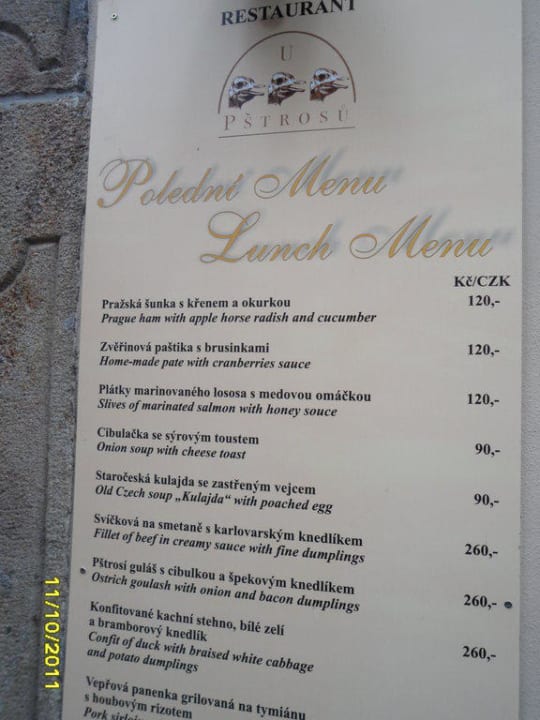 RESTAURANT
U
PŠTROSŮ
Polední Menu
Lunch Menu
Kč/CZK
Pražská šunka s křenem a okurkou 120,-
Prague ham with apple horse radish and cucumber
Zvěřinová paštika s brusinkami 120,-
Home-made pate with cranberries sauce
Plátky marinovaného lososa s medovou omáčkou 120,-
Slives of marinated salmon with honey souce
Cibulačka se sýrovým toustem 90,-
Onion soup with cheese toast
Staročeská kulajda se zastřeným vejcem 90,-
Old Czech soup „Kulajda“ with poached egg
Svíčková na smetaně s karlovarským knedlíkem 260,-
Fillet of beef in creamy sauce with fine dumplings
Pštrosí guláš s cibulkou a špekovým knedlíkem 260,-
Ostrich goulash with onion and bacon dumplings
Konfitované kachní stehno, bílé zelí
a bramborový knedlík 260,-
Confit of duck with braised white cabbage
and potato dumplings
Vepřová panenka grilovaná na tymiánu
s houbovým rizotem
Pork
11/10/2011